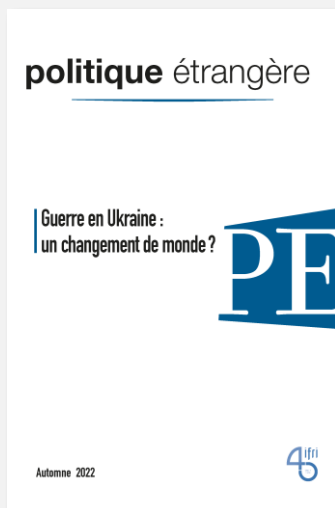 politique étrangère
Guerre en Ukraine :
un changement de monde ?
PE
Automne 2022
ifri